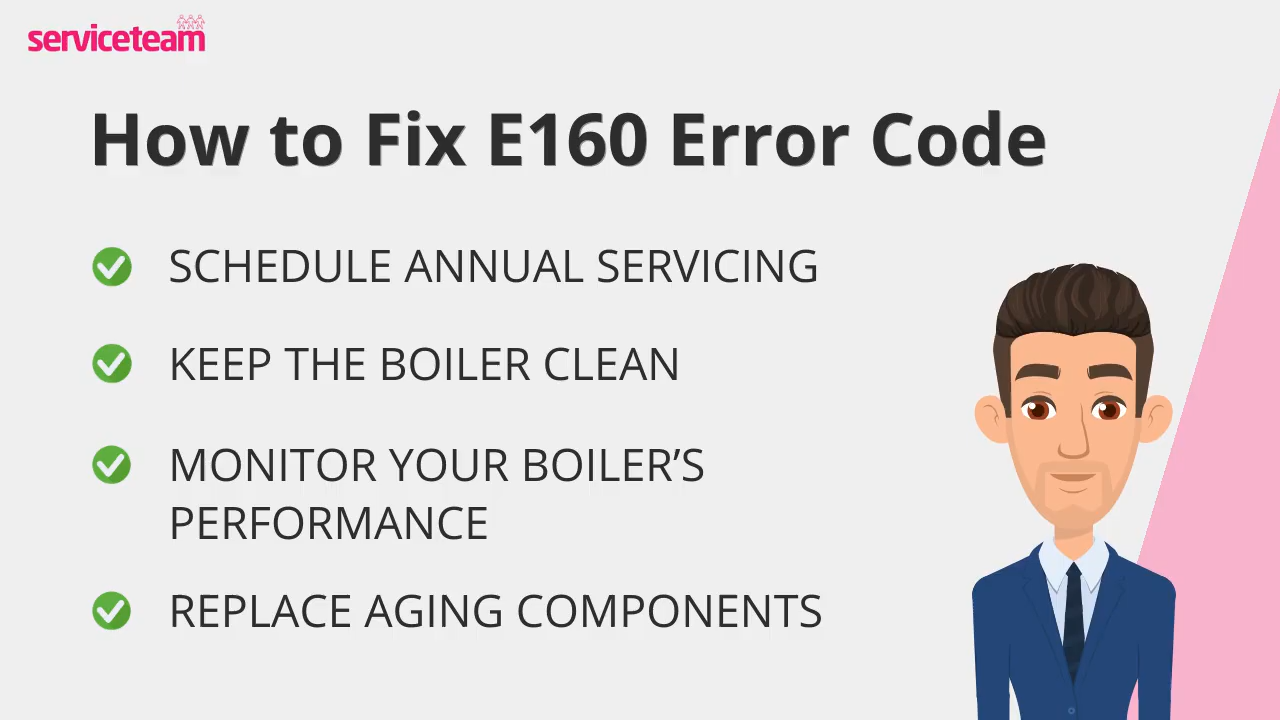 serviceteam
How to Fix E160 Error Code
SCHEDULE ANNUAL SERVICING
KEEP THE BOILER CLEAN
MONITOR YOUR BOILER’S
PERFORMANCE
REPLACE AGING COMPONENTS